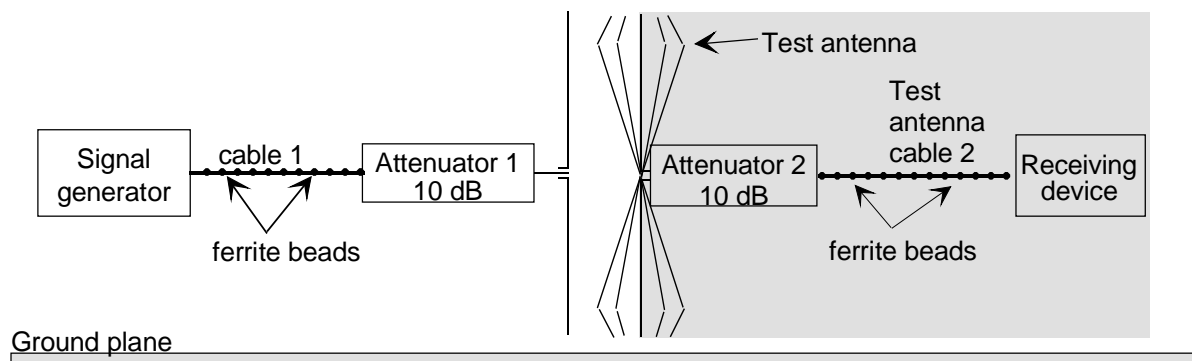 Test antenna
Signal
generator
cable 1
Attenuator 1
10 dB
ferrite beads
Attenuator 2
10 dB
Test
antenna
cable 2
Receiving
device
ferrite beads
Ground plane